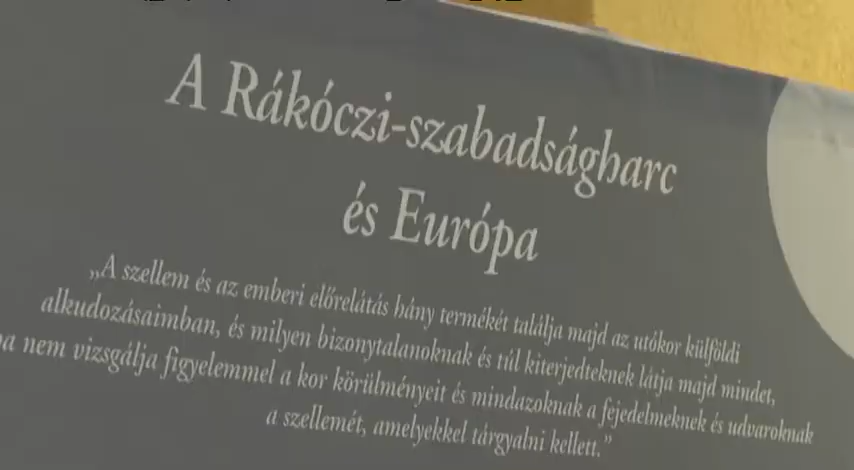 A Rákóczi-szabadságharc
és Európa
„A szellem és az emberi előrelátás hány termékét találja majd az utókor külföldi
alkudozásaimban, és milyen bizonytalanoknak és túl kiterjedteknek látja majd mindet,
nem vizsgálja figyelemmel a kor körülményeit és mindazoknak a fejedelmeknek és udvaroknak
a szellemét, amelyekkel tárgyalni kellett.”